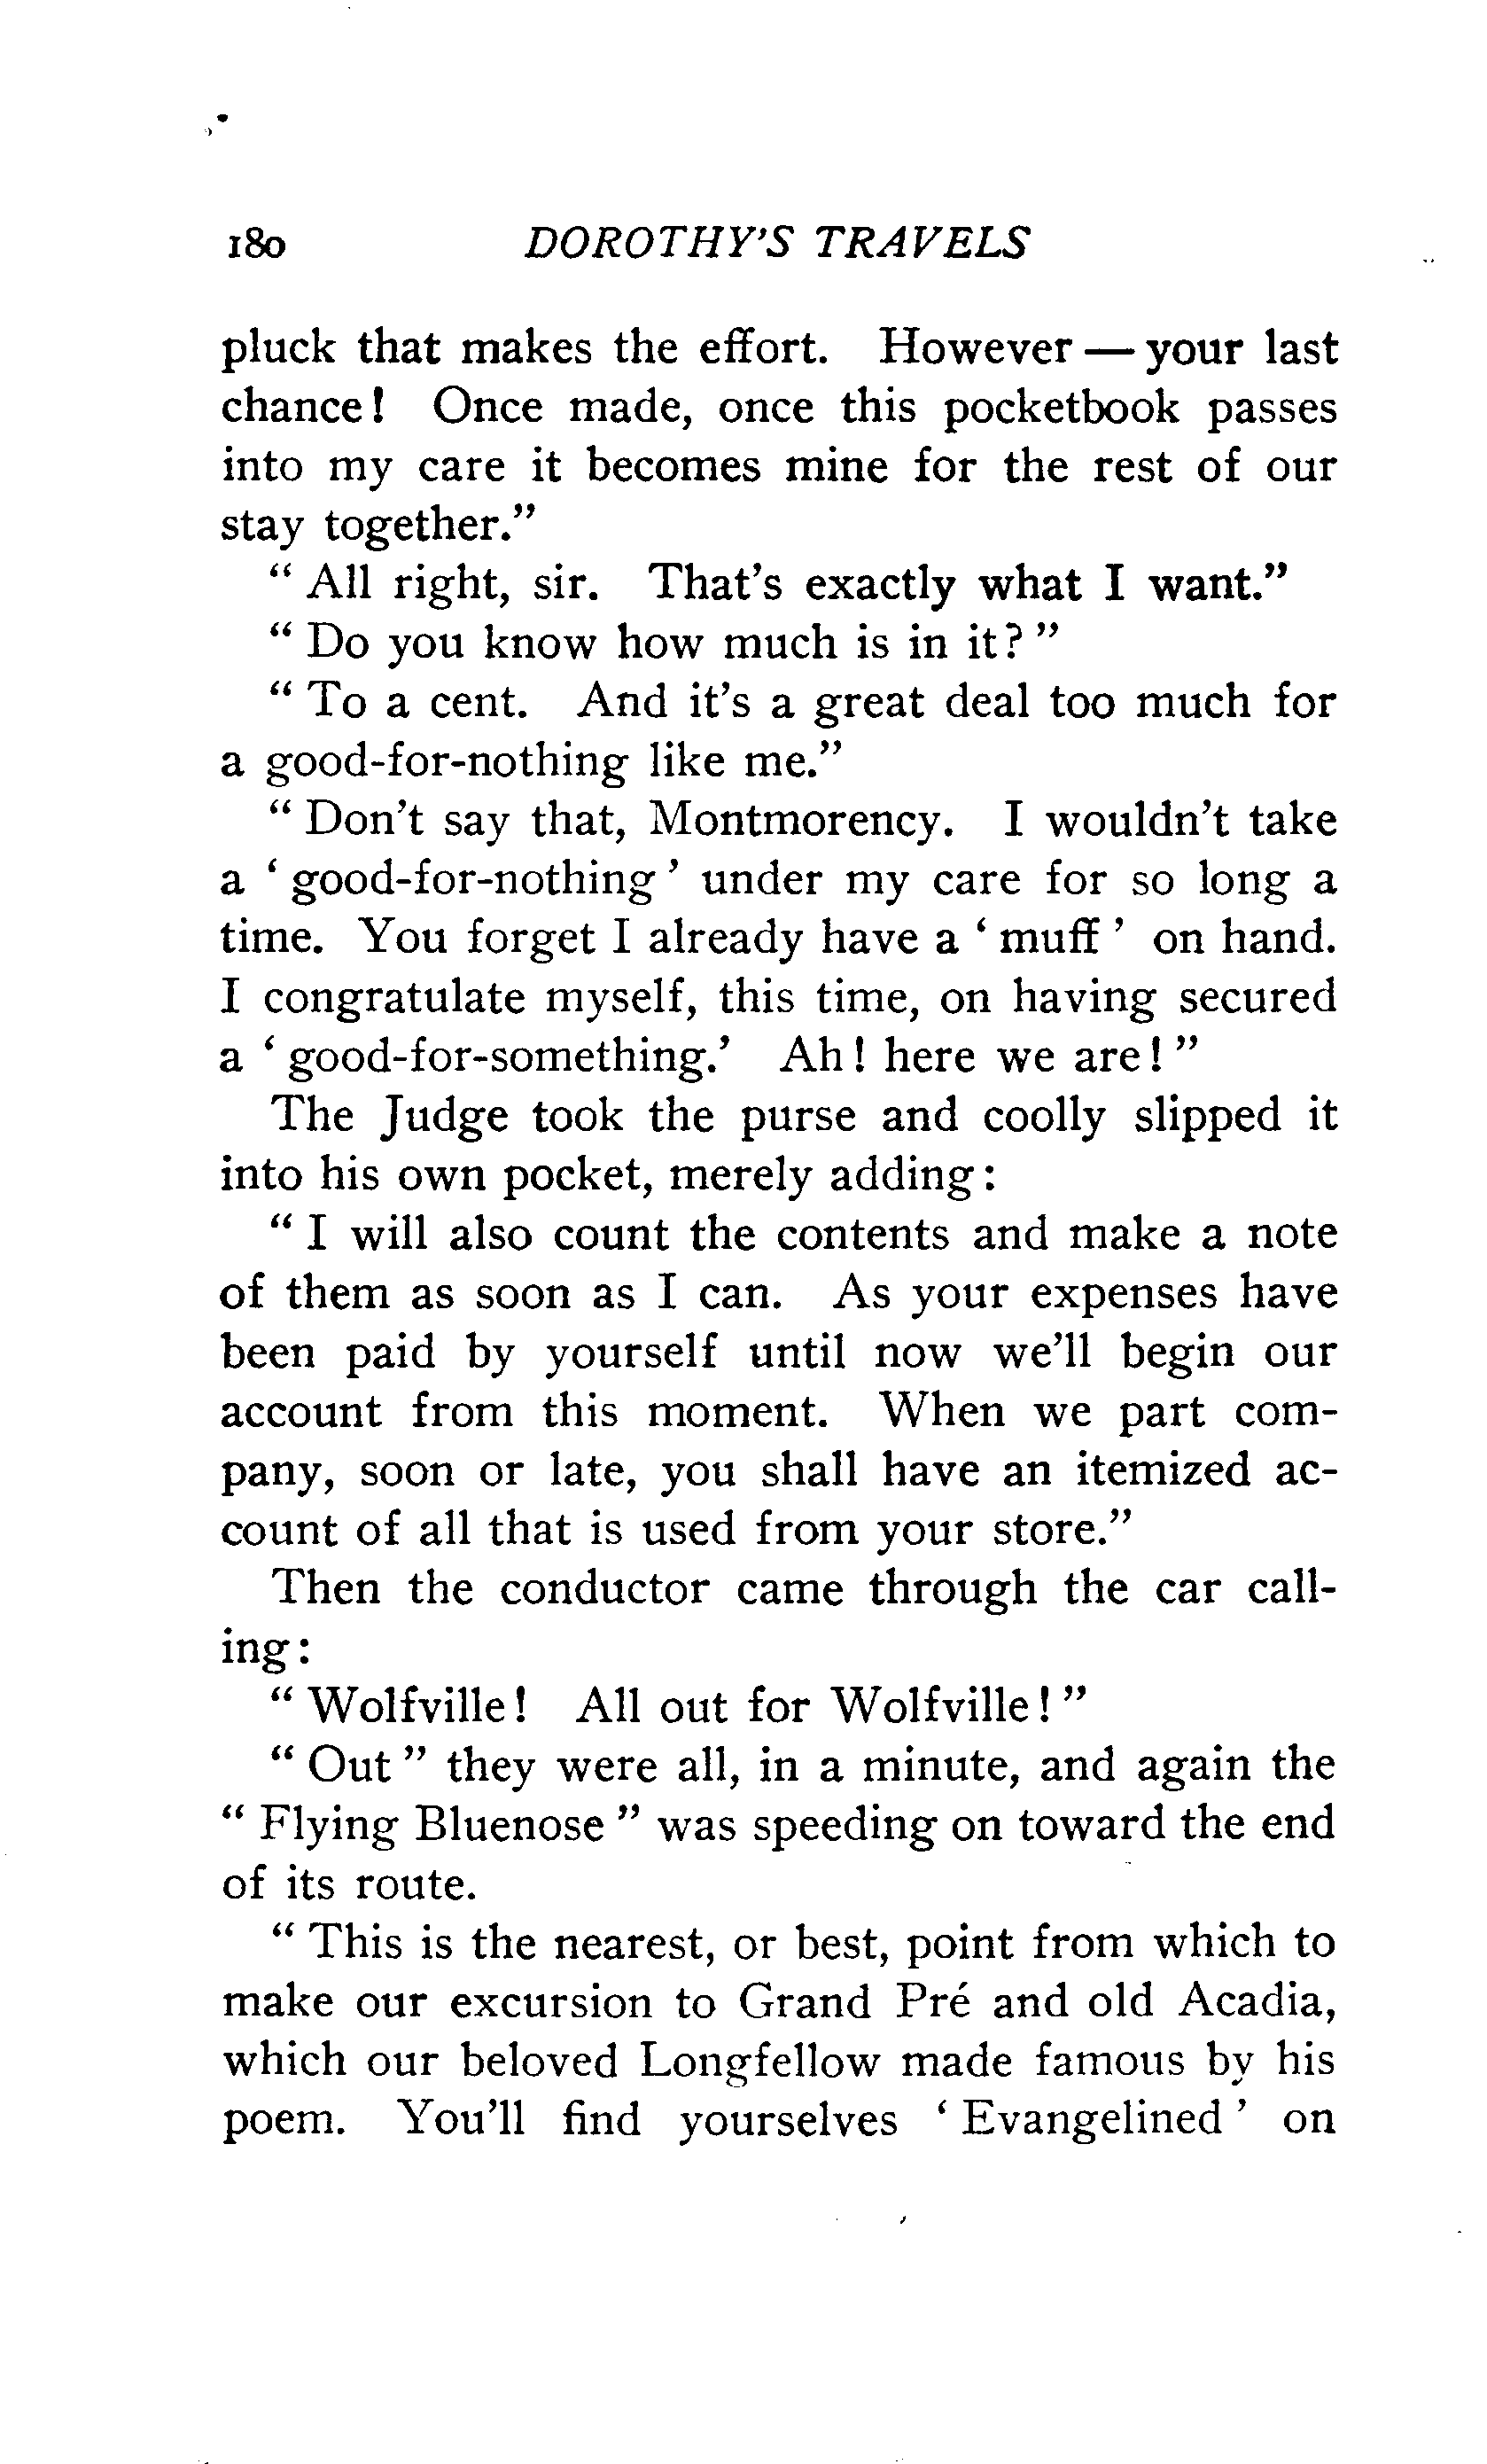 180 DOROTHY'S TRAVELS
pluck that makes the effort. However — your last
chance! Once made, once this pocketbook passes
into my care it becomes mine for the rest of our
stay together."
"All right, sir. That's exactly what I want."
"Do you know how much is in it?"
"To a cent. And it's a great deal too much for
a good-for-nothing like me."
"Don't say that, Montmorency. I wouldn't take
a 'good-for-nothing' under my care for so long a
time. You forget I already have a 'muff' on hand.
I congratulate myself, this time, on having secured
a 'good-for-something.' Ah! here we are!"
The Judge took the purse and coolly slipped it
into his own pocket, merely adding:
"I will also count the contents and make a note
of them as soon as I can. As your expenses have
been paid by yourself until now we'll begin our
account from this moment. When we part com-
pany, soon or late, you shall have an itemized ac-
count of all that is used from your store."
Then the conductor came through the car call-
ing:
"Wolfville! All out for Wolfville!"
"Out" they were all, in a minute, and again the
"Flying Bluenose" was speeding on toward the end
of its route.
"This is the nearest, or best, point from which to
make our excursion to Grand Pré and old Acadia,
which our beloved Longfellow made famous by his
poem. You'll find yourselves 'Evangelined' on